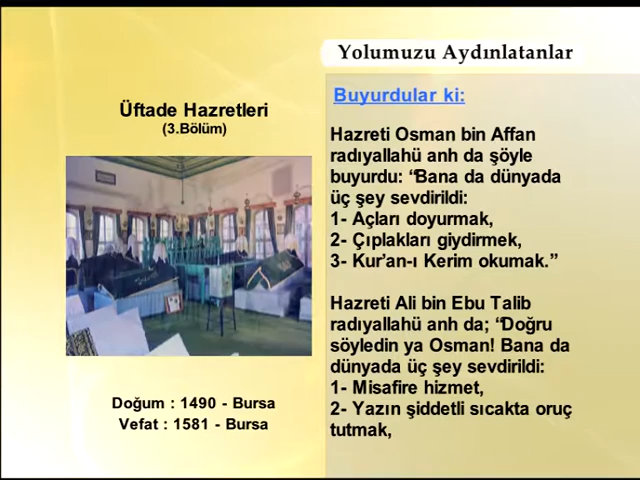 Yolumuzu Aydınlatanlar
Üftade Hazretleri
(3.Bölüm)
Doğum : 1490 - Bursa
Vefat : 1581 - Bursa
Buyurdular ki:
Hazreti Osman bin Affan
radıyallahü anh da şöyle
buyurdu: “Bana da dünyada
üç şey sevdirildi:
1- Açları doyurmak,
2- Çıplakları giydirmek,
3- Kur’an-ı Kerim okumak.”
Hazreti Ali bin Ebu Talib
radıyallahü anh da; “Doğru
söyledin ya Osman! Bana da
dünyada üç şey sevdirildi:
1- Misafire hizmet,
2- Yazın şiddetli sıcakta oruç
tutmak,